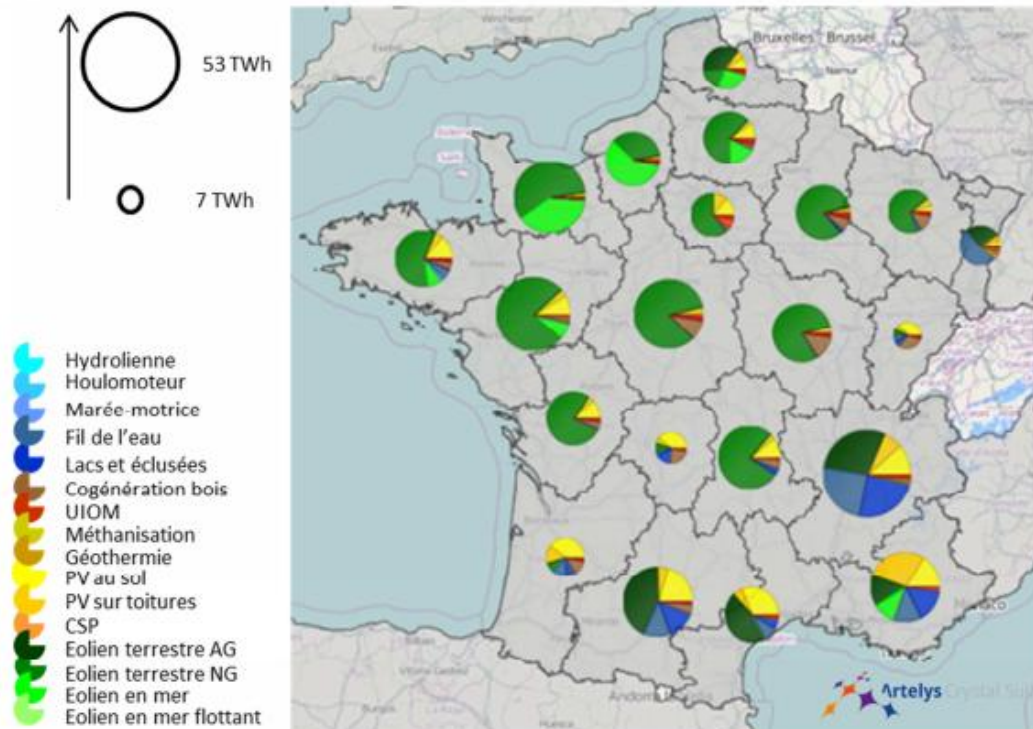 53 TWh
7 TWh
Hydrolienne
Houlomoteur
Marée-motrice
Fil de l'eau
Lacs et éclusées
Cogénération bois
UIOM
Méthanisation
Géothermie
PV au sol
PV sur toitures
CSP
Eolien terrestre AG
Eolien terrestre NG
Eolien en mer
Eolien en mer flottant
Bruxelles - Brussel
Namur
Artelys Crystal